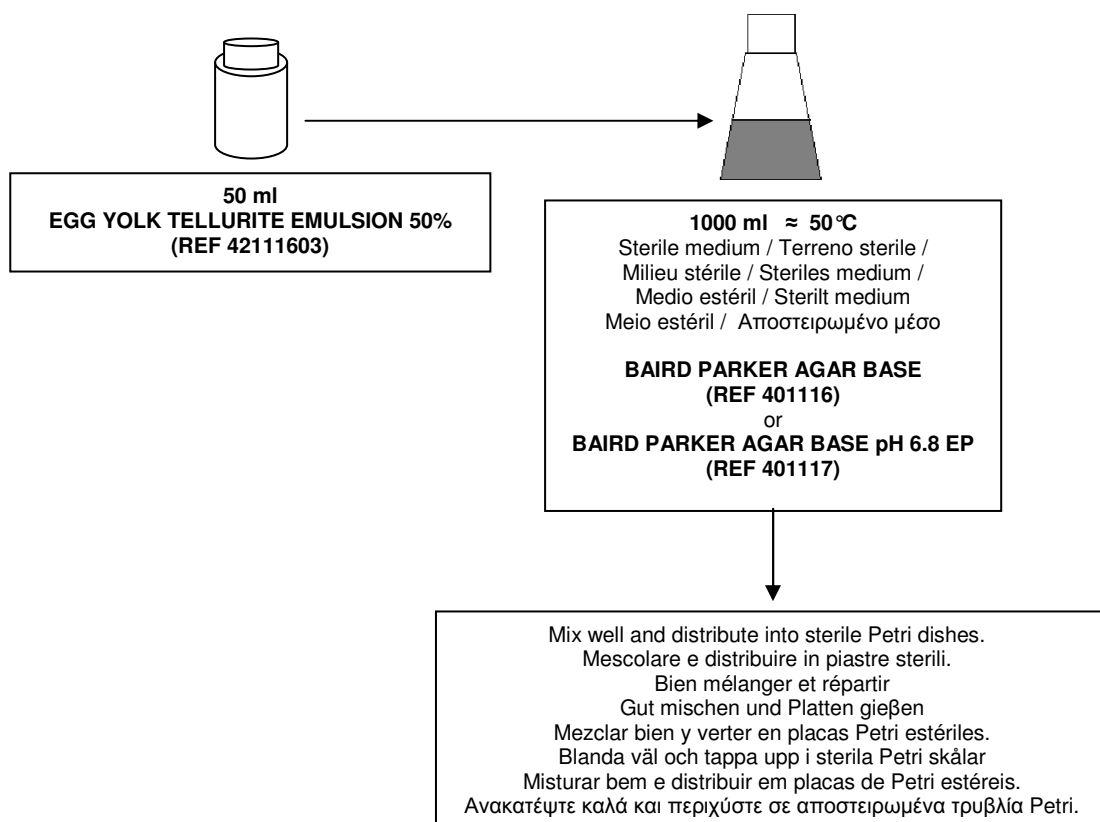 50 ml
EGG YOLK TELLURITE EMULSION 50%
(REF 42111603)
1000 ml ≈ 50°C
Sterile medium / Terreno sterile /
Milieu stérile / Steriles medium /
Medio estéril / Sterilt medium
Meio estéril / Αποστειρωμένο μέσο
BAIRD PARKER AGAR BASE
(REF 401116)
or
BAIRD PARKER AGAR BASE pH 6.8 EP
(REF 401117)
Mix well and distribute into sterile Petri dishes.
Mescolare e distribuire in piastre sterili.
Bien mélanger et répartir
Gut mischen und Platten gieβen
Mezclar bien y verter en placas Petri estériles.
Blanda väl och tappa upp i sterila Petri skålar
Misturar bem e distribuir em placas de Petri estéreis.
Ανακατέψτε καλά και περιχύστε σε αποστειρωμένα τρυβλία Petri.